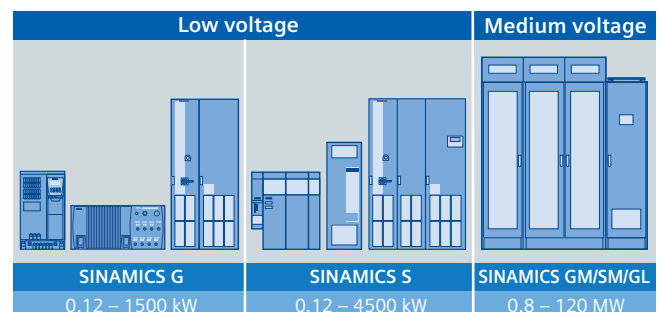 Low voltage
Medium voltage
SINAMICS G
SINAMICS S
SINAMICS GM/SM/GL
0.12 – 1500 kW
0.12 – 4500 kW
0.8 – 120 MW